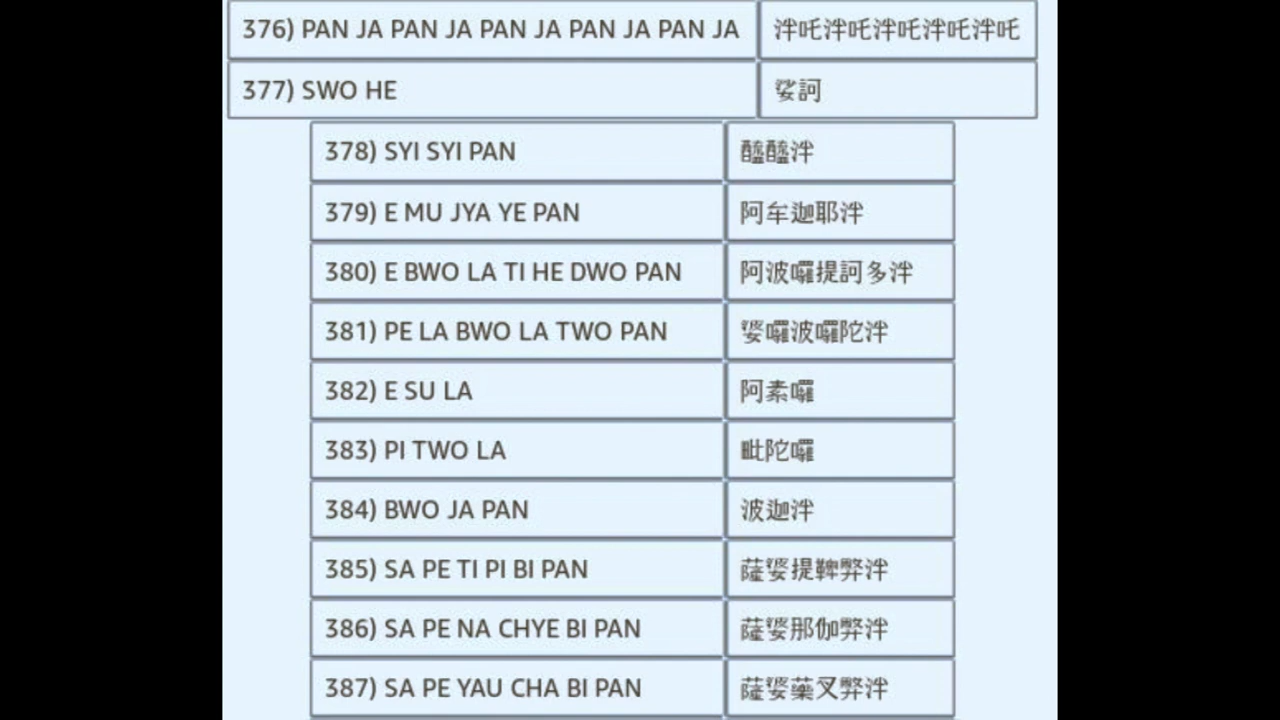 376) PAN JA PAN JA PAN JA PAN JA PAN JA 泮吒泮吒泮吒泮吒泮吒
377) SWO HE 娑訶
378) SYI SYI PAN 醯醯泮
379) E MU JYA YE PAN 阿牟迦耶泮
380) E BWO LA TI HE DWO PAN 阿波囉提訶多泮
381) PE LA BWO LA TWO PAN 婆囉波囉陀泮
382) E SU LA 阿素囉
383) PI TWO LA 毗陀囉
384) BWO JA PAN 波迦泮
385) SA PE TI PI BI PAN 薩婆提鞞弊泮
386) SA PE NA CHYE BI PAN 薩婆那伽弊泮
387) SA PE YAU CHA BI PAN 薩婆藥叉弊泮